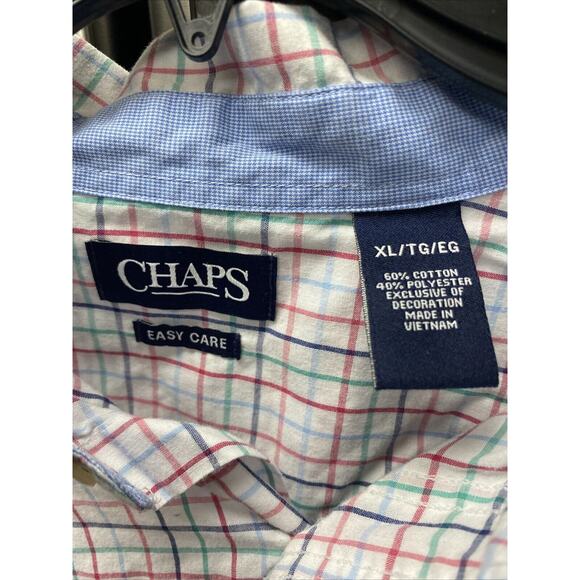 CHAPS
EASY CARE
XL/TG/EG
60% COTTON
40% POLYESTER
EXCLUSIVE OF
DECORATION
MADE IN
VIETNAM